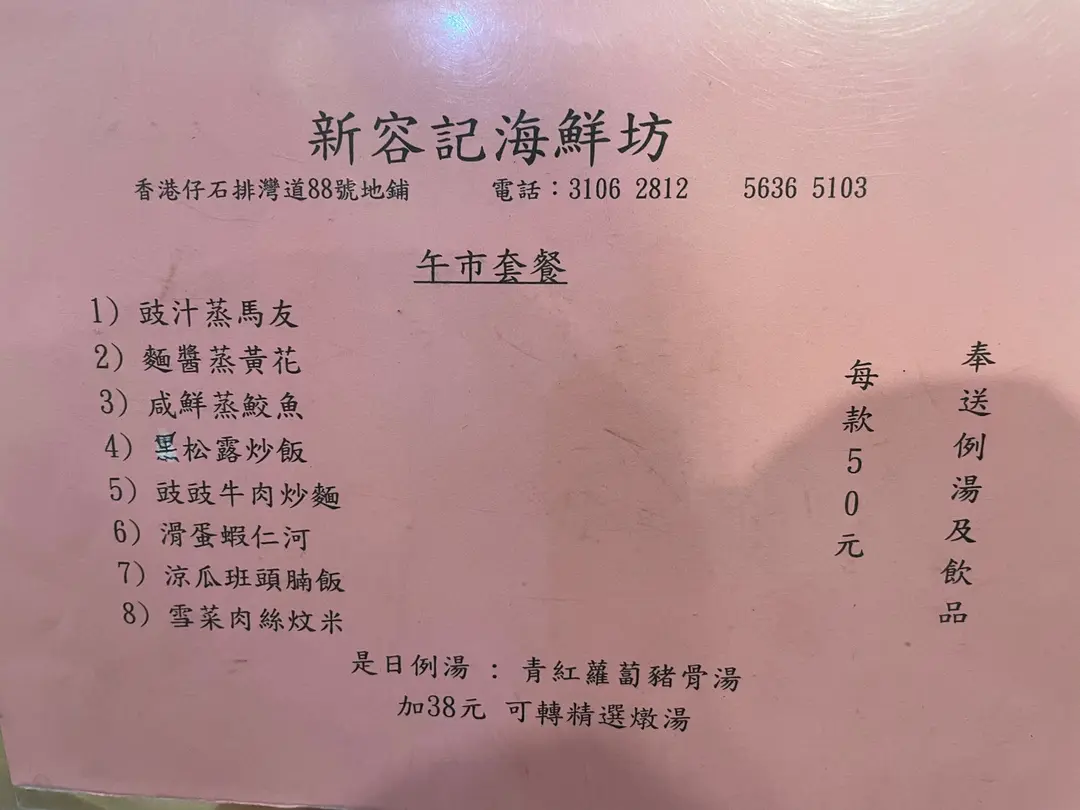 新容記海鮮坊
香港仔石排灣道88號地鋪 電話：3106 2812 5636 5103
午市套餐
1) 豉汁蒸馬友
2) 麵醬蒸黃花
3) 咸鮮蒸鮫魚
4) 黑松露炒飯
5) 豉豉牛肉炒麵
6) 滑蛋蝦仁河
7) 涼瓜班頭腩飯
8) 雪菜肉絲炆米
每款50元
奉送例湯及飲品
是日例湯 : 青紅蘿蔔豬骨湯
加38元 可轉精選燉湯